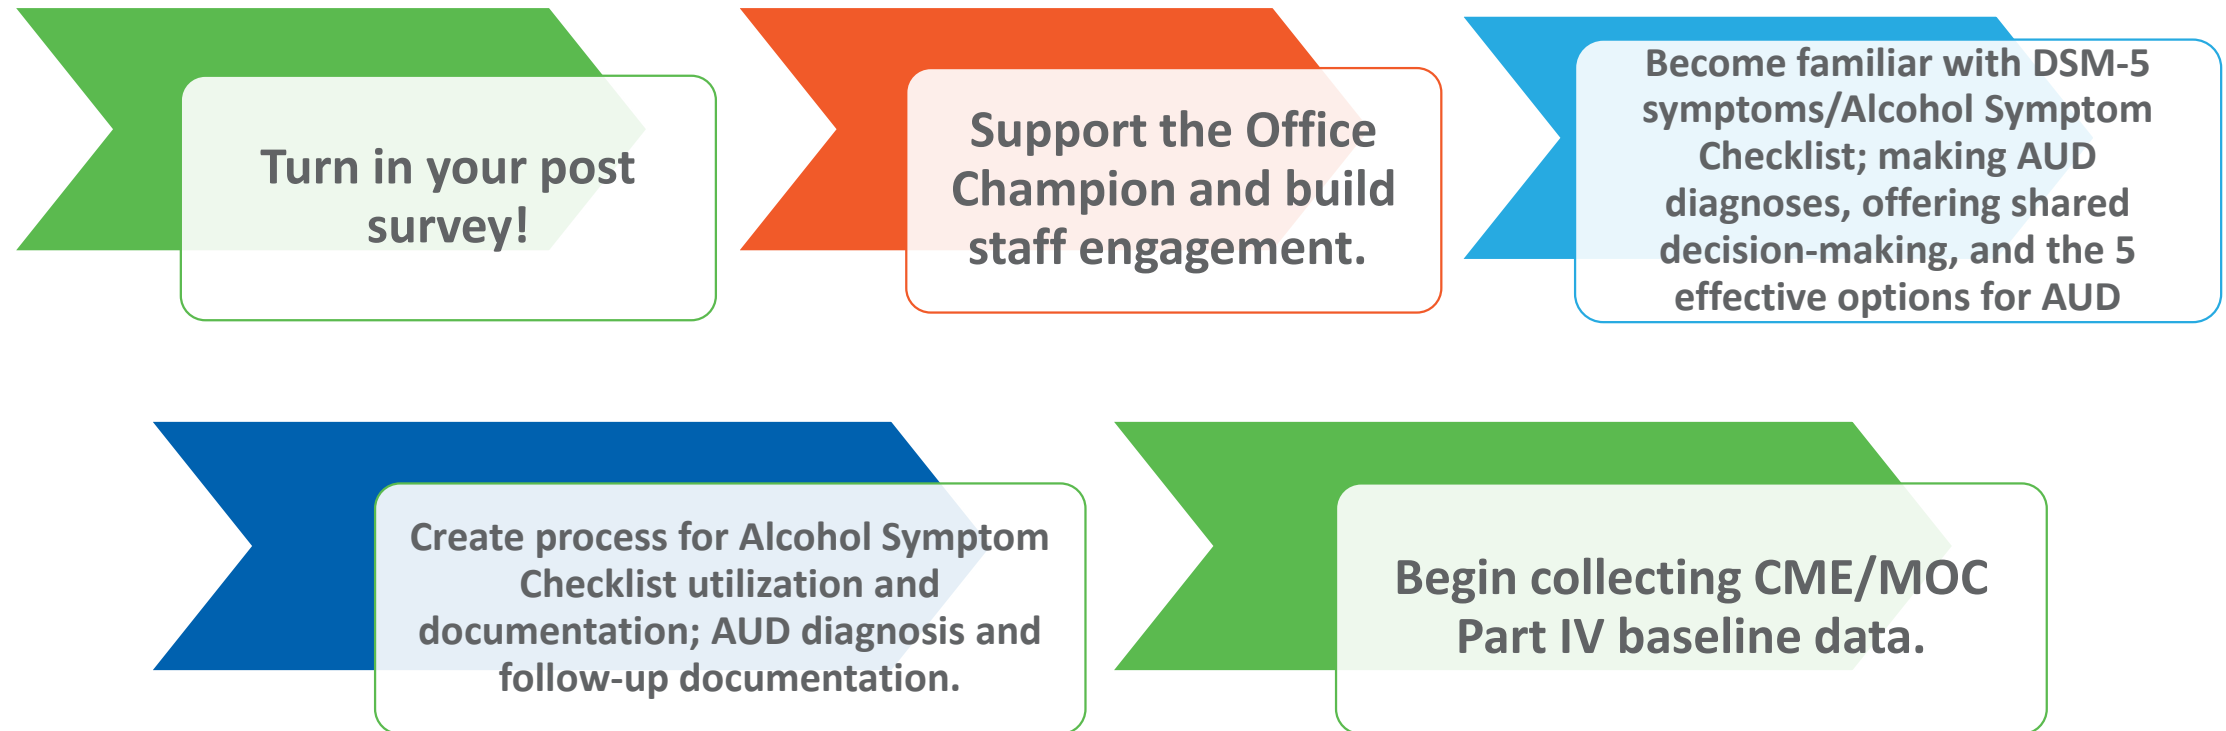 Turn in your post
survey!
Support the Office
Champion and build
staff engagement.
Become familiar with DSM-5
symptoms/Alcohol Symptom
Checklist; making AUD
diagnoses, offering shared
decision-making, and the 5
effective options for AUD
Create process for Alcohol Symptom
Checklist utilization and
documentation; AUD diagnosis and
follow-up documentation.
Begin collecting CME/MOC
Part IV baseline data.